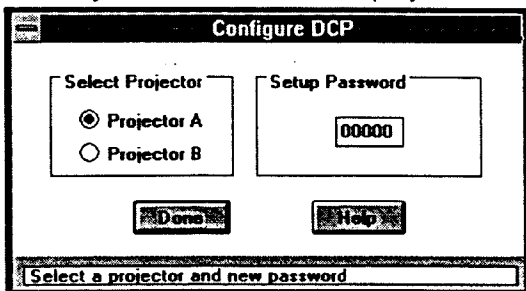 Configure DCP
Select Projector
Projector A
Projector B
Setup Password
00000
Done
Help
Select a projector and new password